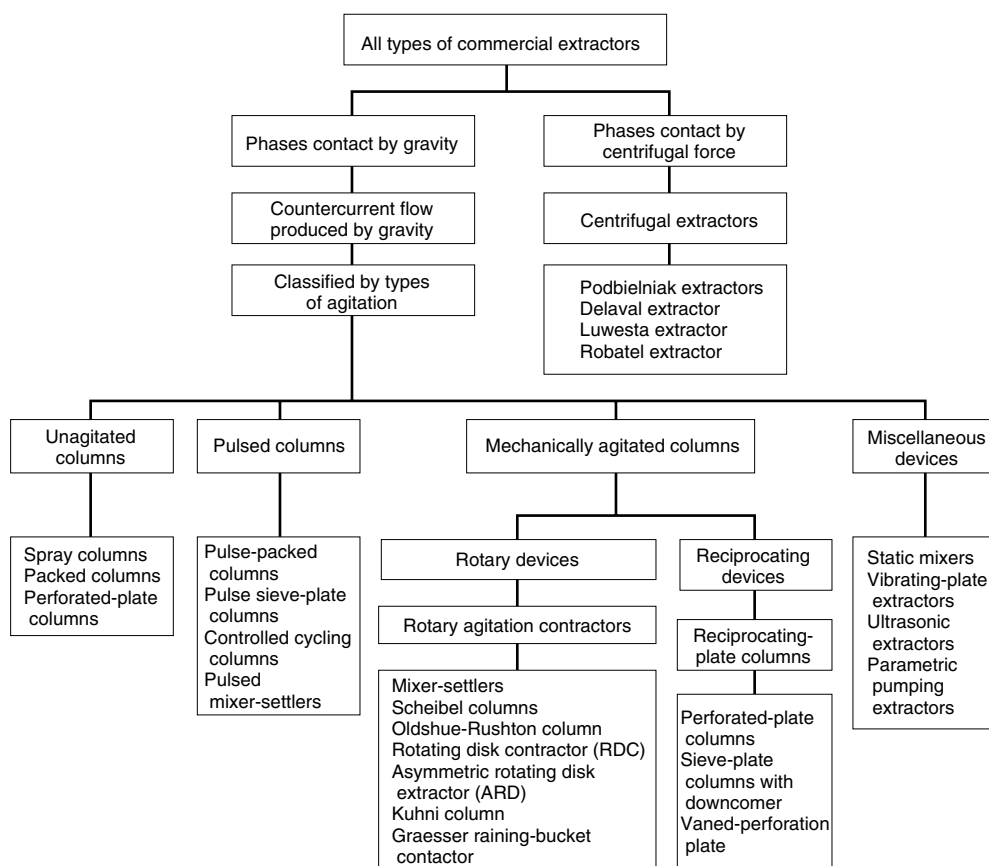 All types of commercial extractors
Phases contact by gravity
Phases contact by
centrifugal force
Countercurrent flow
produced by gravity
Centrifugal extractors
Classified by types
of agitation
Podbielniak extractors
Delaval extractor
Luwesta extractor
Robatel extractor
Unagitated
columns
Pulsed columns
Mechanically agitated columns
Miscellaneous
devices
Spray columns
Packed columns
Perforated-plate
columns
Pulse-packed
columns
Pulse sieve-plate
columns
Controlled cycling
columns
Pulsed
mixer-settlers
Rotary devices
Rotary agitation contractors
Mixer-settlers
Scheibel columns
Oldshue-Rushton column
Rotating disk contractor (RDC)
Asymmetric rotating disk
extractor (ARD)
Kuhni column
Graesser raining-bucket
contactor
Reciprocating
devices
Reciprocating-
plate columns
Perforated-plate
columns
Sieve-plate
columns with
downcomer
Vaned-perforation
plate
Static mixers
Vibrating-plate
extractors
Ultrasonic
extractors
Parametric
pumping
extractors